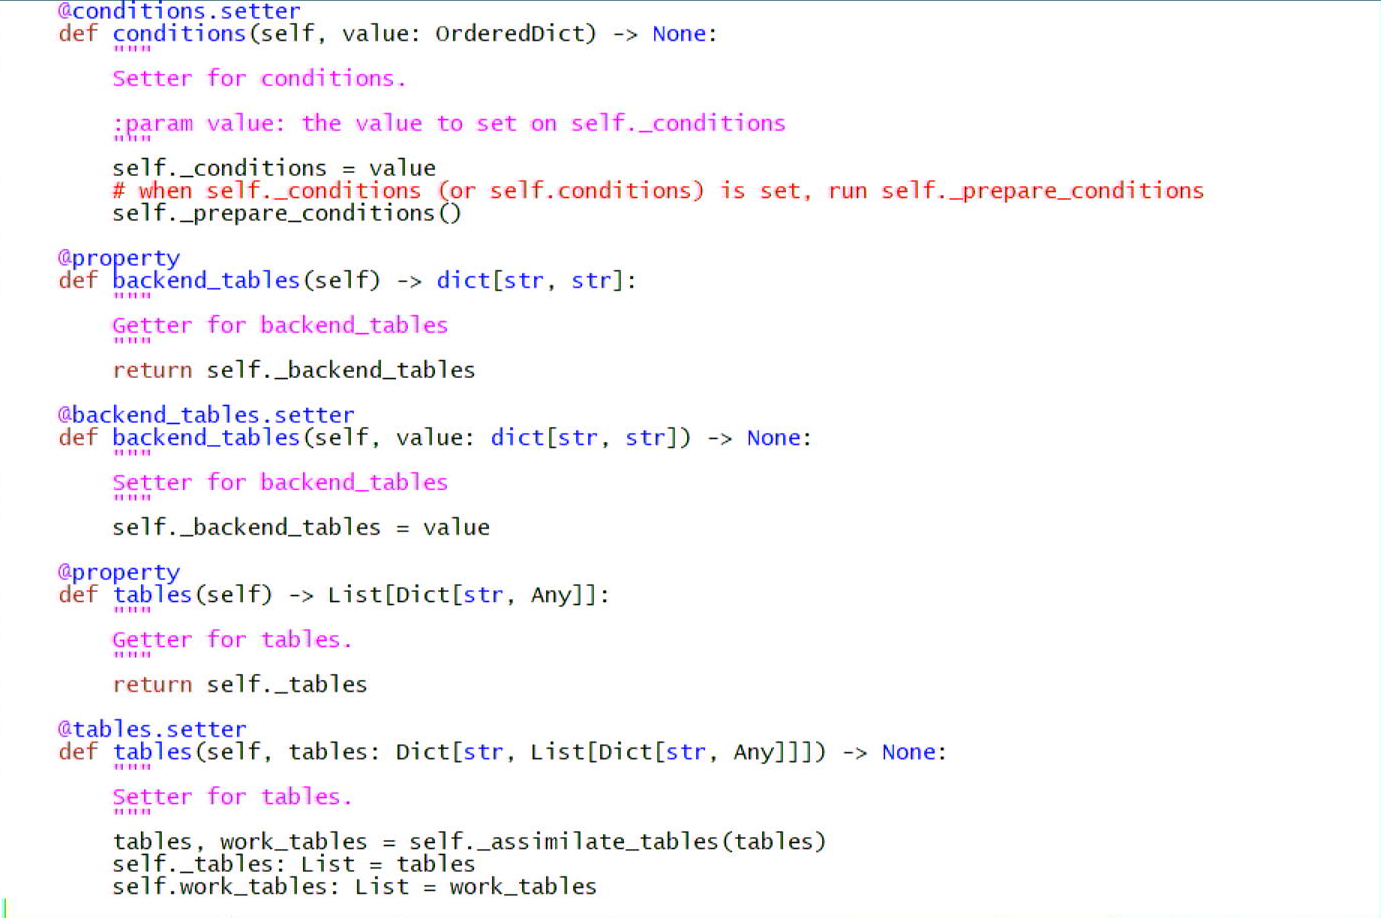 @conditions.setter
def conditions(self, value: OrderedDict) -> None:
"""
Setter for conditions.
:param value: the value to set on self._conditions
"""
self._conditions = value
# when self._conditions (or self.conditions) is set, run self._prepare_conditions
self._prepare_conditions()
@property
def backend_tables(self) -> dict[str, str]:
"""
Getter for backend_tables
"""
return self._backend_tables
@backend_tables.setter
def backend_tables(self, value: dict[str, str]) -> None:
"""
Setter for backend_tables
"""
self._backend_tables = value
@property
def tables(self) -> List[Dict[str, Any]]:
"""
Getter for tables.
"""
return self._tables
@tables.setter
def tables(self, tables: Dict[str, List[Dict[str, Any]]]) -> None:
"""
Setter for tables.
"""
tables, work_tables = self._assimilate_tables(tables)
self._tables: List = tables
self.work_tables: List = work_tables